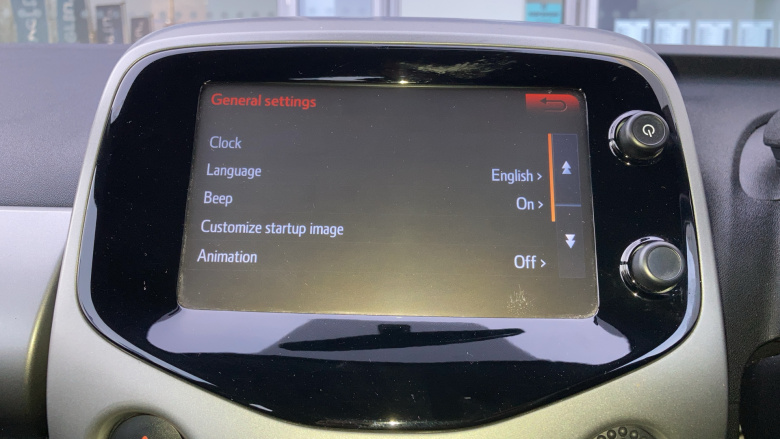 General settings
Clock
Language English >
Beep On >
Customize startup image
Animation Off >